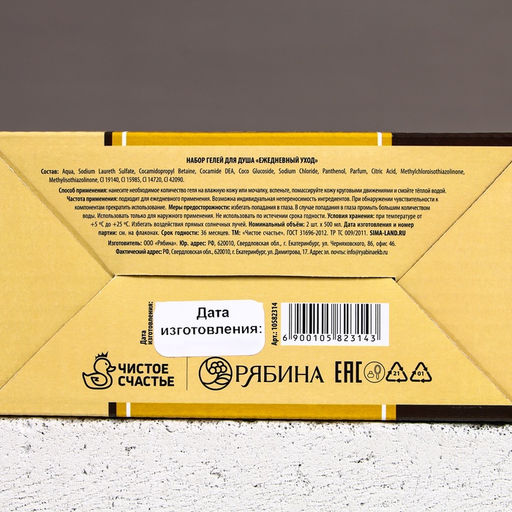 НАБОР ГЕЛЕЙ ДЛЯ ДУША «ЕЖЕДНЕВНЫЙ УХОД»
Состав: Aqua, Sodium Laureth Sulfate, Cocamidopropyl Betaine, Cocamide DEA, Coco Glucoside, Sodium Chloride, Panthenol, Parfum, Citric Acid, Methylchloroisothiazolinone,
Methylisothiazolinone, CI 19140, CI 15985, CI 14720, CI 42090.
Способ применения: нанесите необходимое количество геля на влажную кожу или мочалку, вспеньте, помассируйте кожу круговыми движениями и смойте тёплой водой.
Частота применения: подходит для ежедневного применения. Возможна индивидуальная непереносимость ингредиентов. При обнаружении чувствительности к
компонентам прекратить использование. Меры предосторожности: избегать попадания в глаза. В случае попадания в глаза промыть большим количеством
воды. Использовать только для наружного применения. Не использовать по истечении срока годности. Условия хранения: при температуре от
+5 ºС до +25 ºС. Избегать воздействия прямых солнечных лучей. Номинальный объём: 2 шт. х 500 мл. Дата изготовления и номер
партии: см. на флаконах. Срок годности: 36 месяцев. ТМ: «Чистое счастье». ГОСТ 31696-2012. ТР ТС 009/2011. SIMA-LAND.RU
Изготовитель: ООО «Рябина». Юр. адрес: РФ, 620010, Свердловская обл., г. Екатеринбург, ул. Черняховского, 86, офис 46.
Фактический адрес: РФ, 620010, Свердловская обл., г. Екатеринбург, ул. Димитрова, 17. Адрес эл. почты: info@ryabinaekb
Дата
изготовления:
Дата
изготовления:
Арт.: 10582314
6 900105 823143
ЧИСТОЕ
СЧАСТЬЕ
РЯБИНА
EAC
21
01